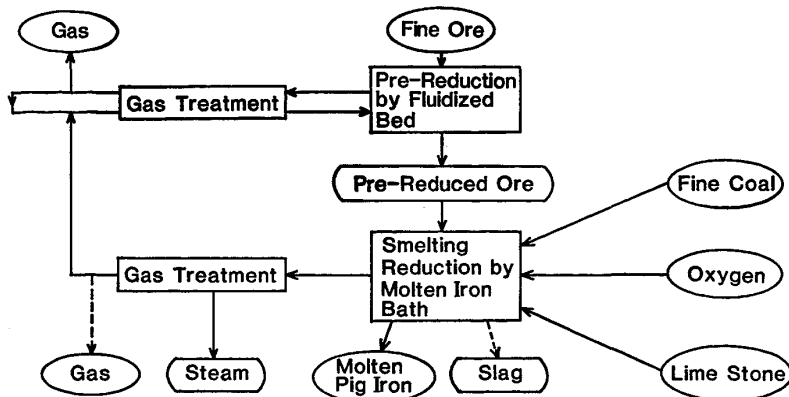 Gas
Fine Ore
Gas Treatment
Pre-Reduction
by Fluidized
Bed
Pre-Reduced Ore
Fine Coal
Gas Treatment
Smelting
Reduction by
Molten Iron
Bath
Oxygen
Gas
Steam
Molten
Pig Iron
Slag
Lime Stone